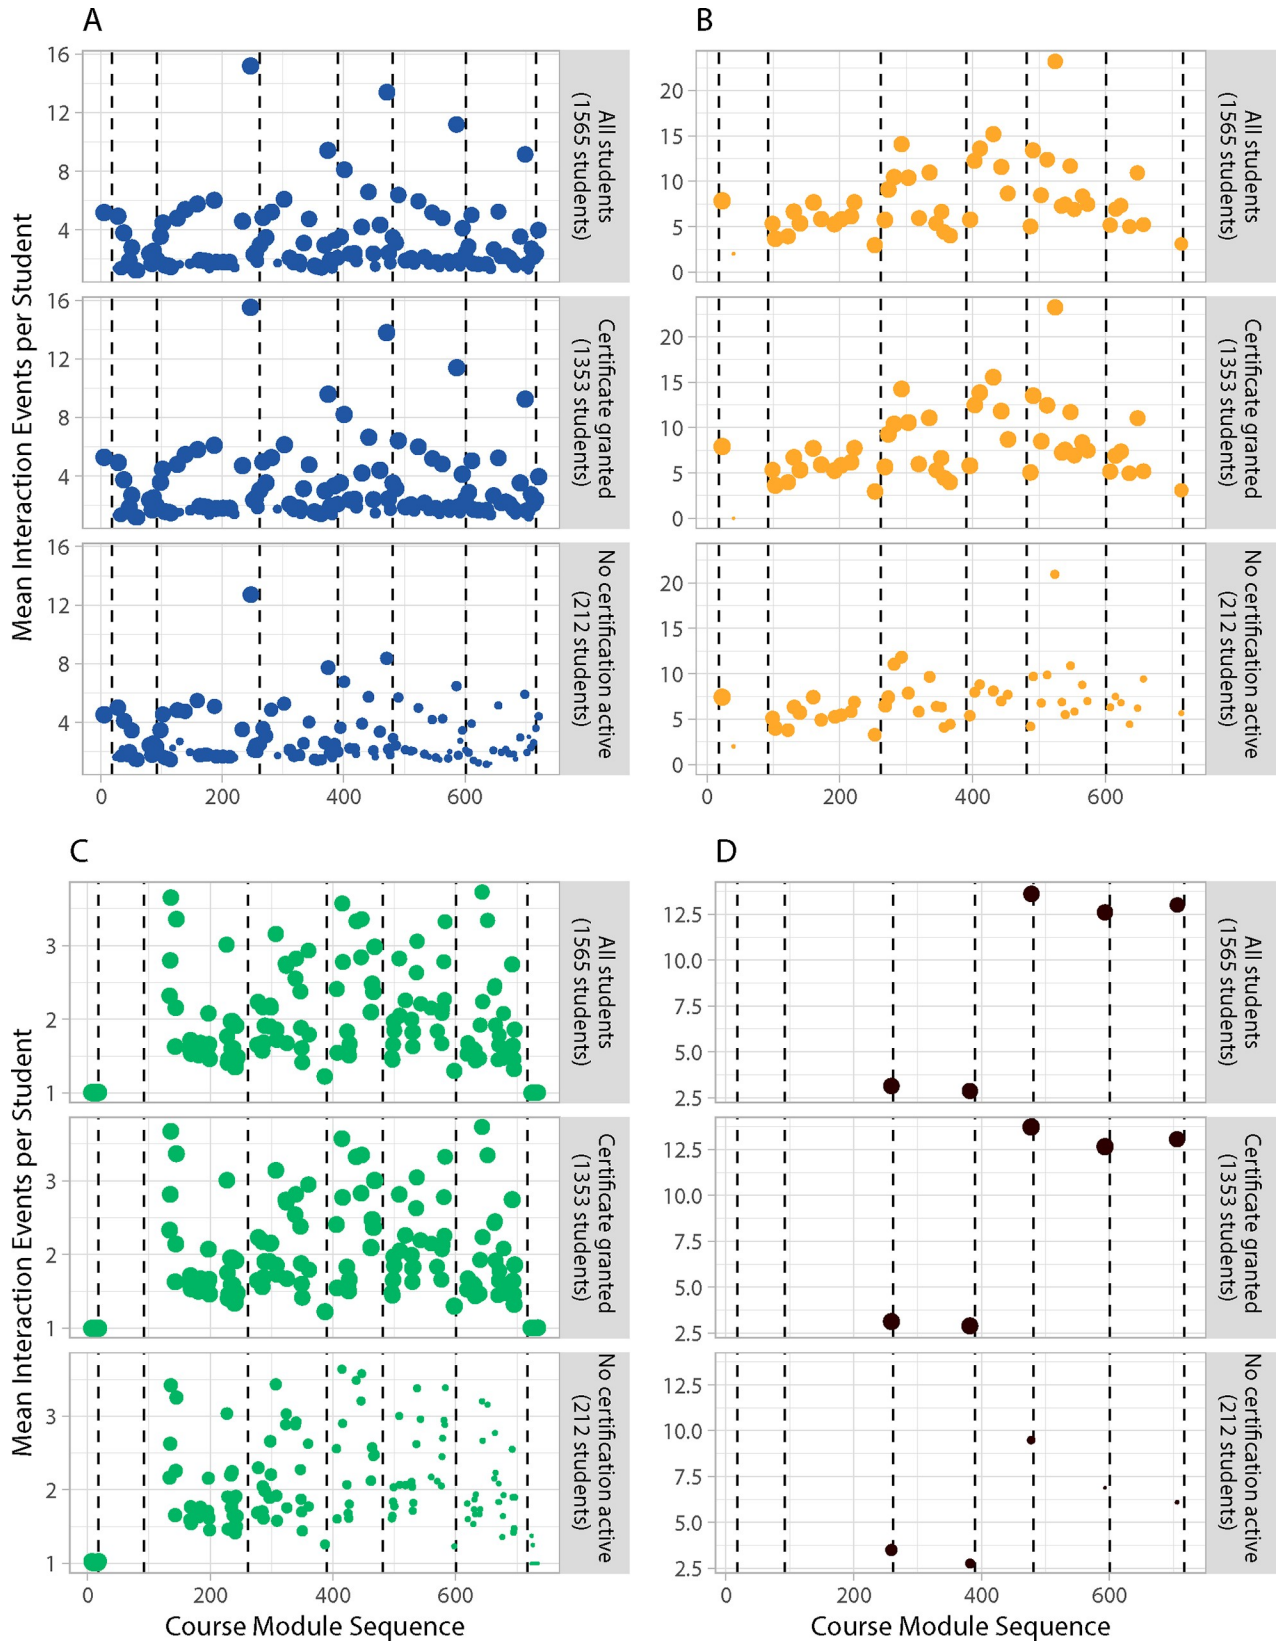 A
B
Mean Interaction Events per Student
16
12
8
4
All students
(1565 students)
16
12
8
4
Certificate granted
(1353 students)
16
12
8
4
No certification active
(212 students)
0
200
400
600
20
15
10
5
0
All students
(1565 students)
20
15
10
5
0
Certificate granted
(1353 students)
20
15
10
5
0
No certification active
(212 students)
0
200
400
600
C
D
Mean Interaction Events per Student
3
2
1
All students
(1565 students)
3
2
1
Certificate granted
(1353 students)
3
2
1
No certification active
(212 students)
0
200
400
600
Course Module Sequence
12.5
10.0
7.5
5.0
2.5
All students
(1565 students)
12.5
10.0
7.5
5.0
2.5
Certificate granted
(1353 students)
12.5
10.0
7.5
5.0
2.5
No certification active
(212 students)
0
200
400
600
Course Module Sequence